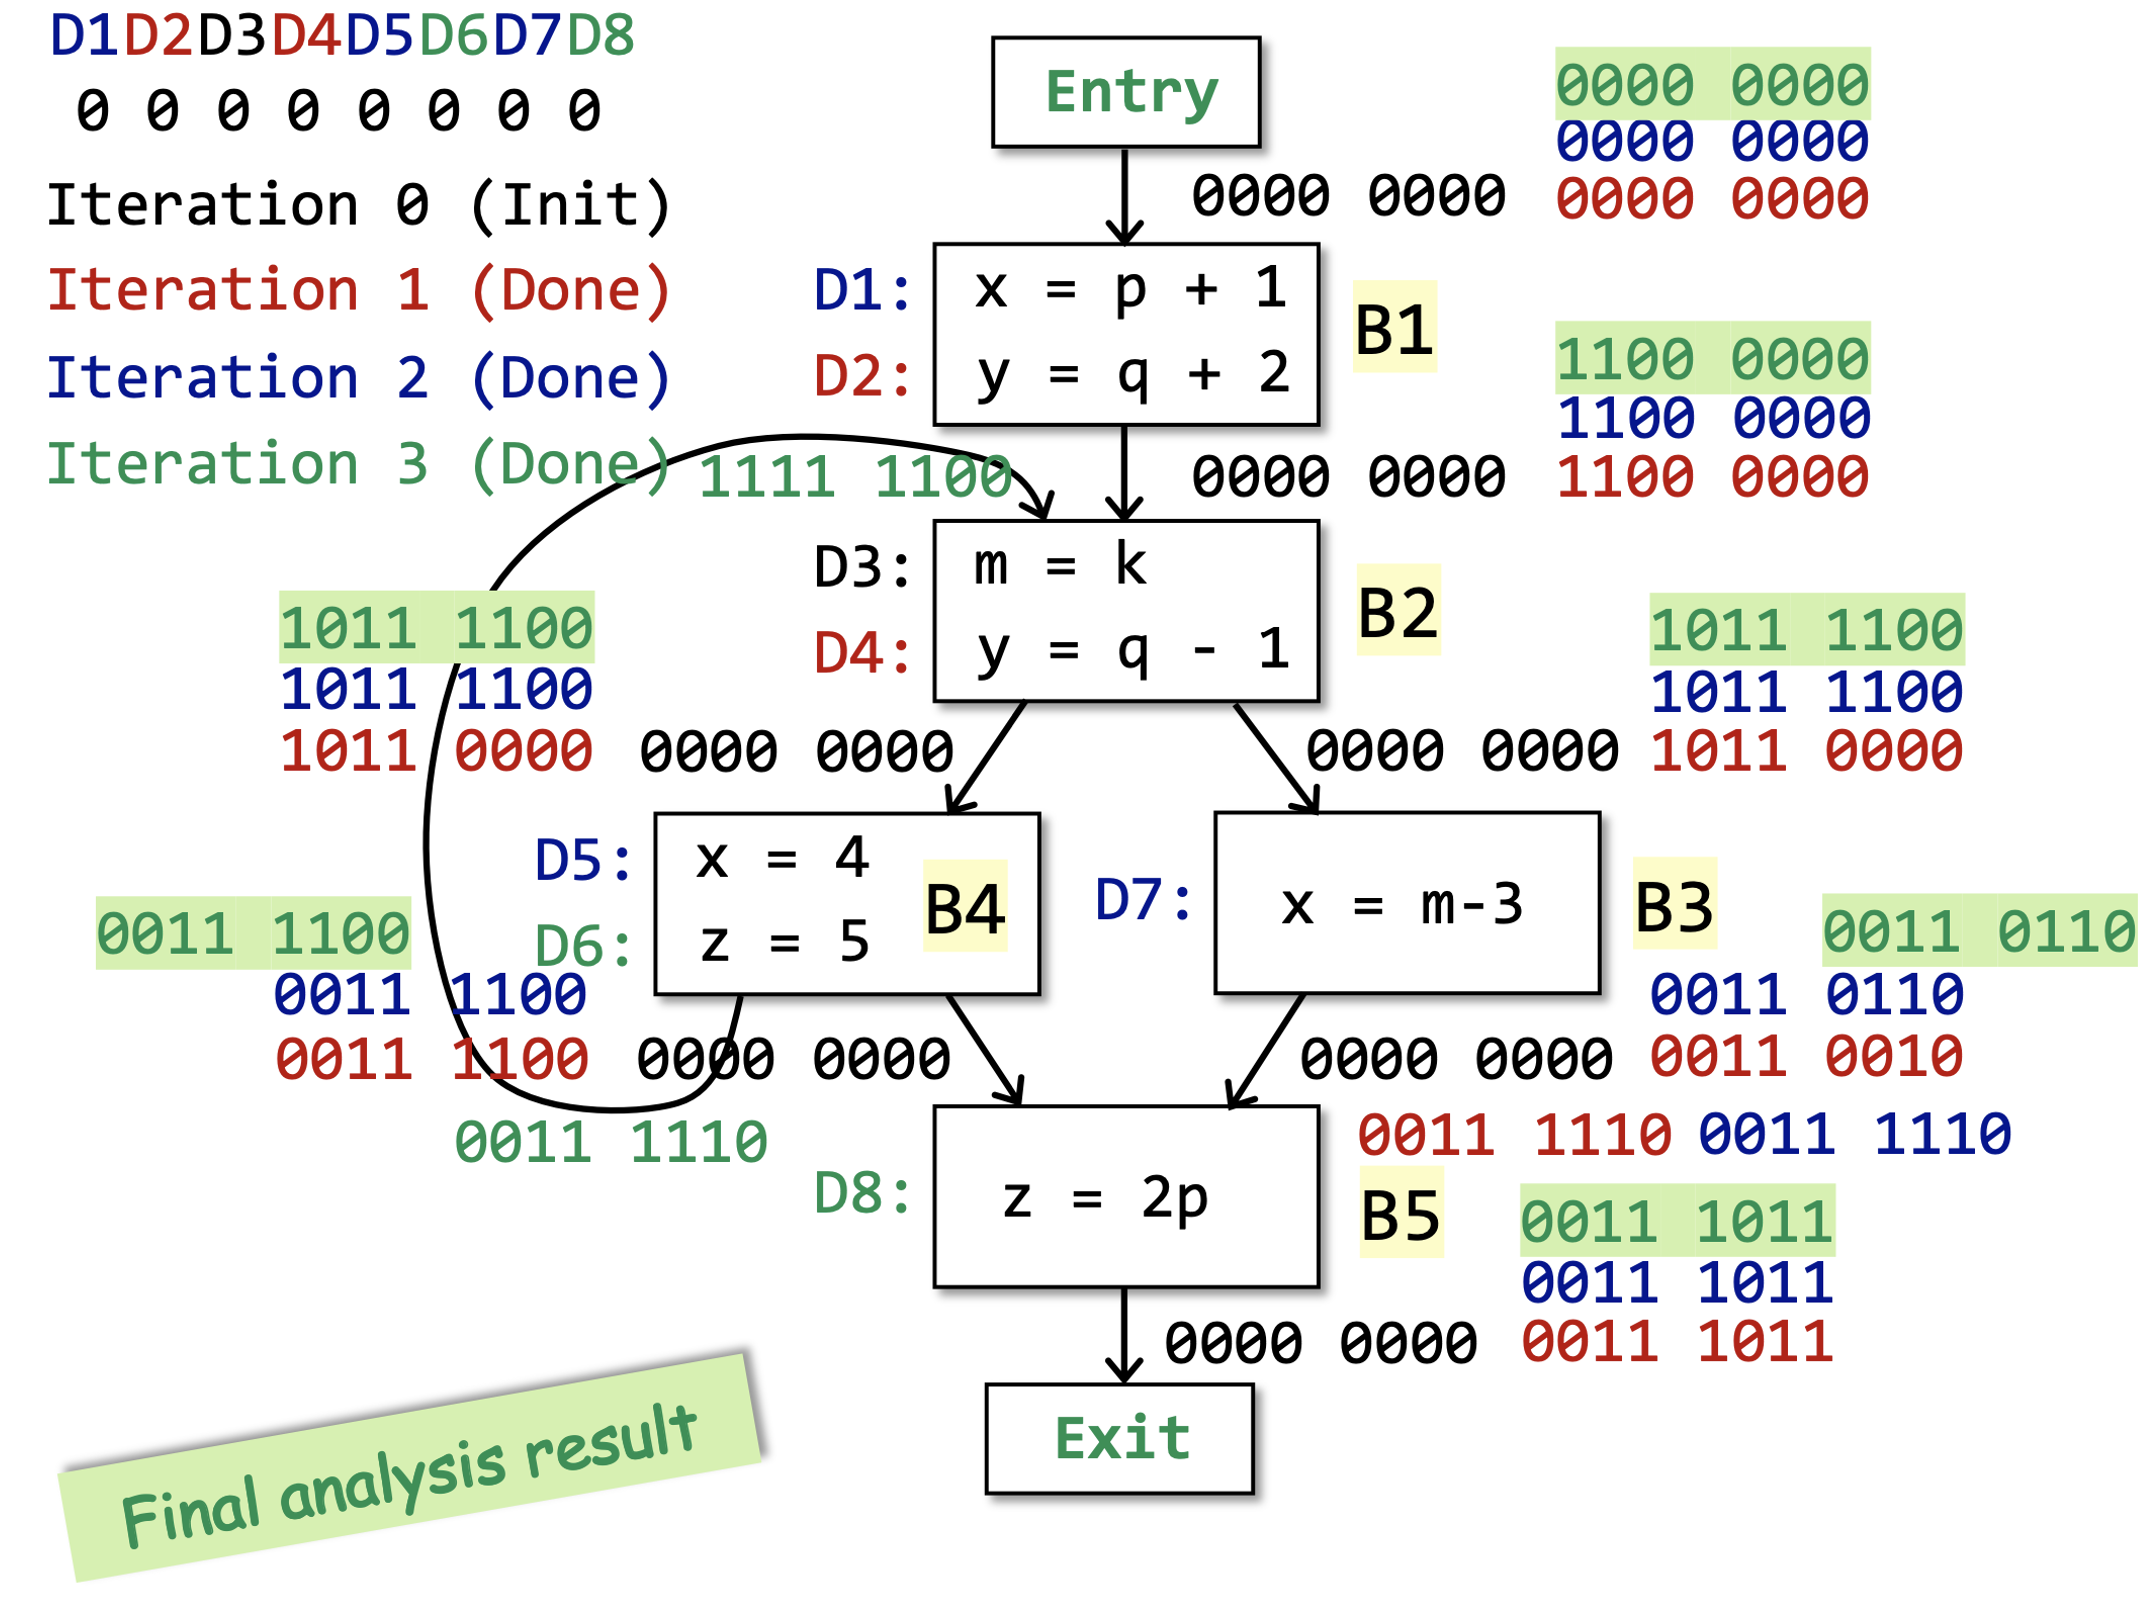 D1D2D3D4D5D6D7D8
0 0 0 0 0 0 0 0
Iteration 0 (Init)
Iteration 1 (Done)
Iteration 2 (Done)
Iteration 3 (Done)
Entry
0000 0000
0000 0000
0000 0000
0000 0000
D1: x = p + 1
D2: y = q + 2
B1
1100 0000
1100 0000
1111 1100
0000 0000
1100 0000
D3: m = k
D4: y = q - 1
B2
1011 1100
1011 1100
1011 0000
0000 0000
1011 1100
1011 1100
0000 0000
1011 0000
D5: x = 4
D6: z = 5
B4
D7: x = m-3
B3
0011 1100
0011 1100
0011 1100
0000 0000
0011 0110
0011 0110
0000 0000
0011 0010
0011 1110
0011 1110
0011 1110
D8: z = 2p
B5
0011 1011
0011 1011
0000 0000
0011 1011
Exit
Final analysis result